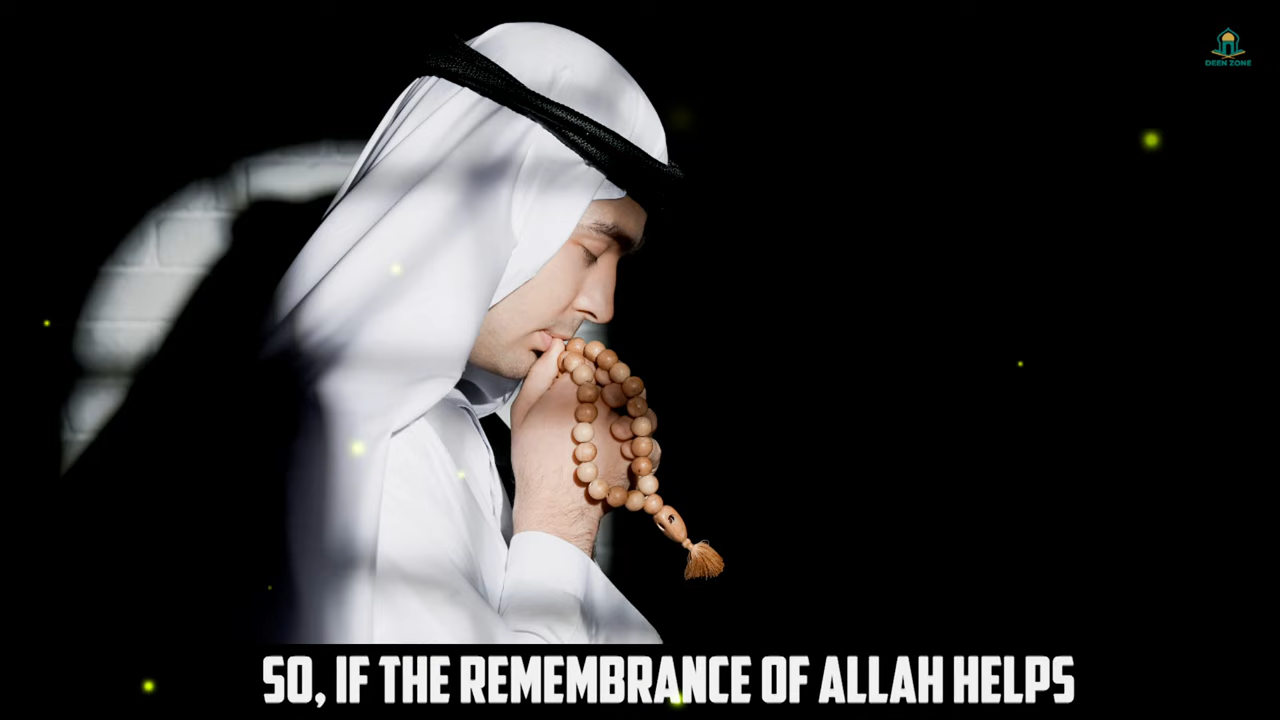 DEEN ZONE
SO, IF THE REMEMBRANCE OF ALLAH HELPS